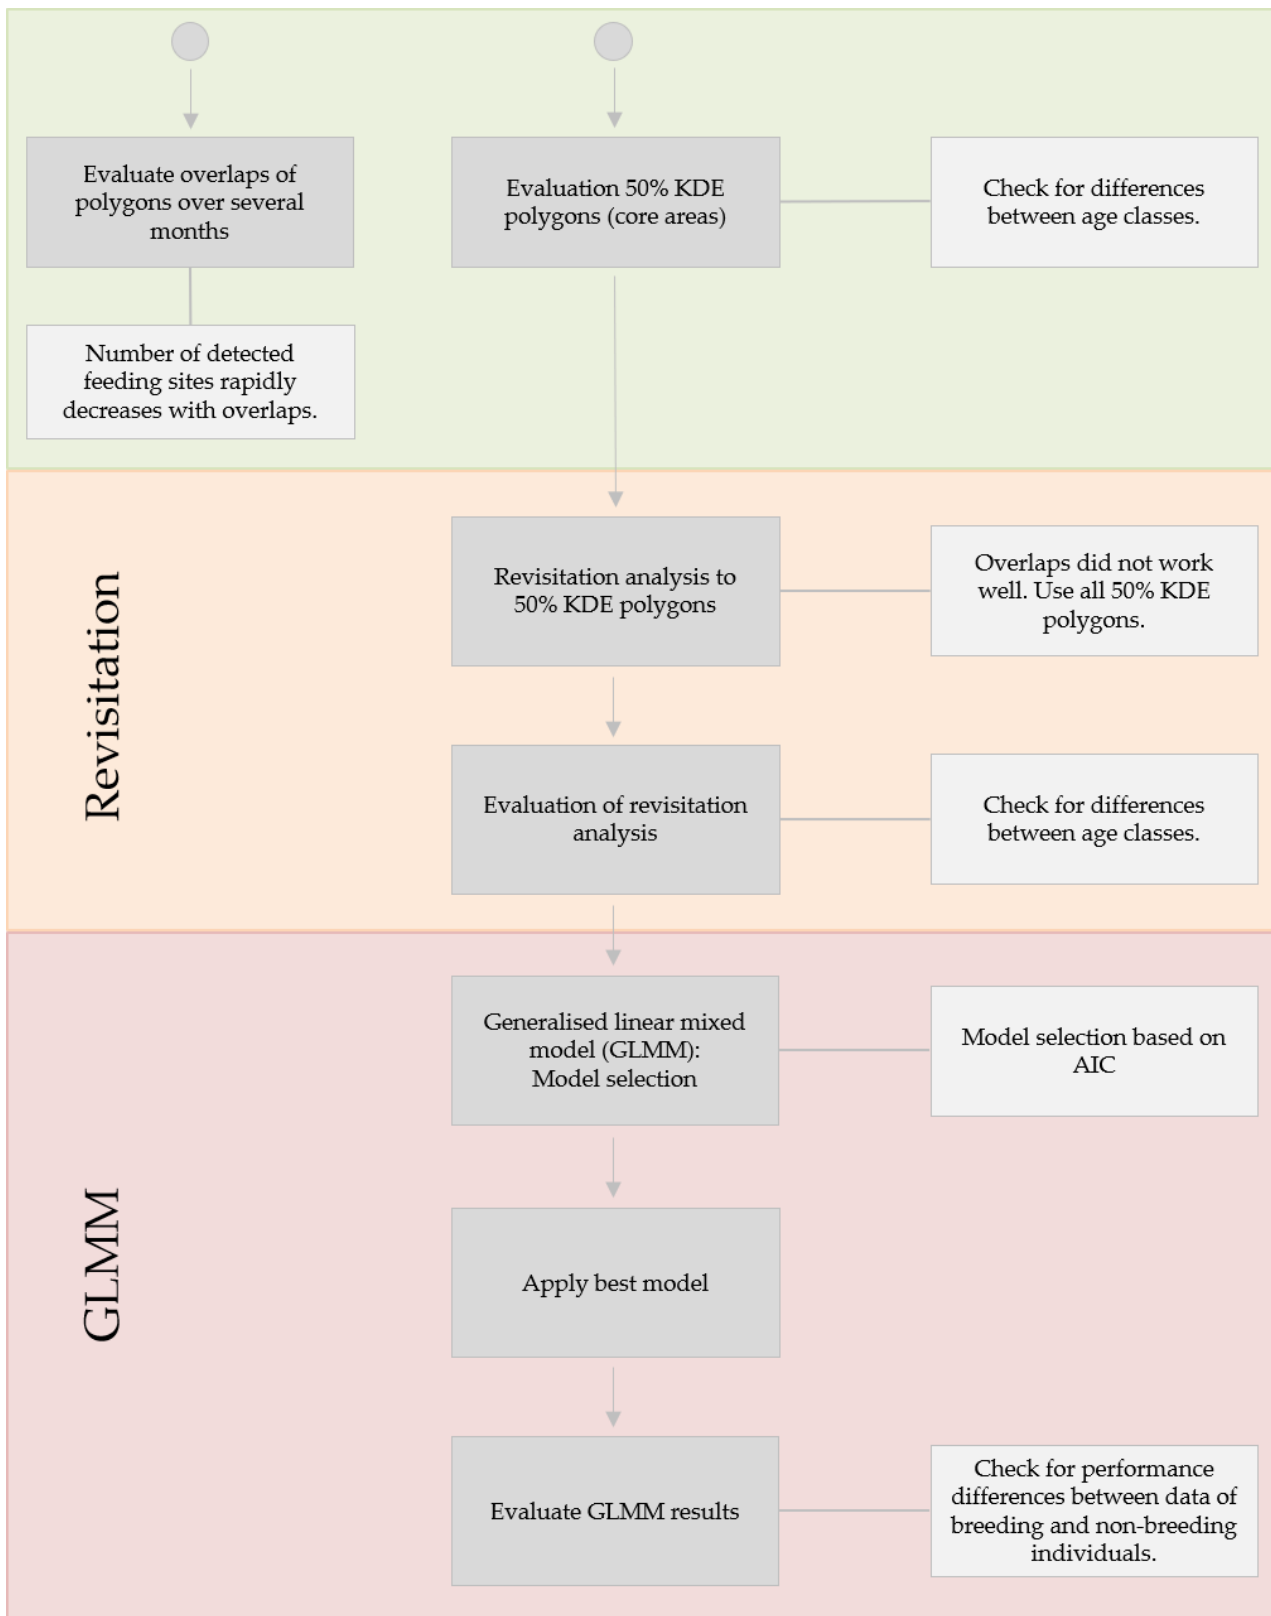 Evaluate overlaps of
polygons over several
months
Evaluation 50% KDE
polygons (core areas)
Check for differences
between age classes.
Number of detected
feeding sites rapidly
decreases with overlaps.
Revisitation
Revisitation analysis to
50% KDE polygons
Overlaps did not work
well. Use all 50% KDE
polygons.
Evaluation of revisitation
analysis
Check for differences
between age classes.
GLMM
Generalised linear mixed
model (GLMM):
Model selection
Model selection based on
AIC
Apply best model
Evaluate GLMM results
Check for performance
differences between data of
breeding and non-breeding
individuals.